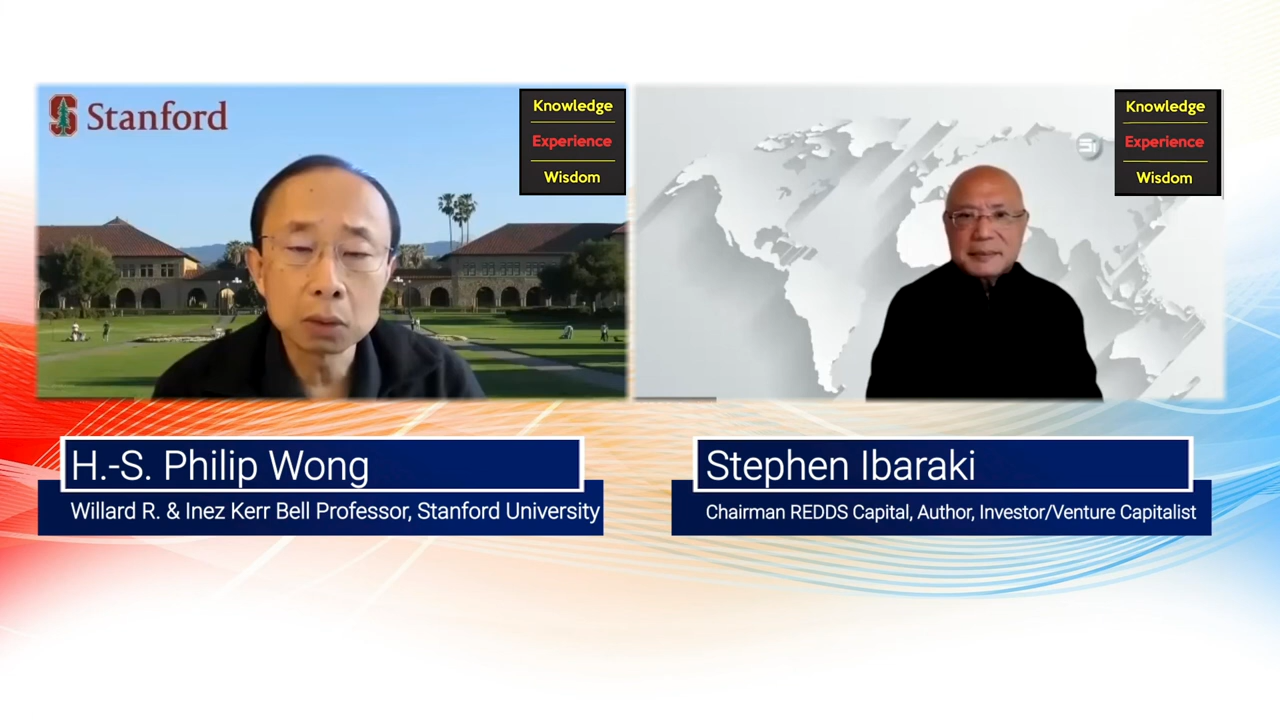 Stanford
Knowledge
Experience
Wisdom
Knowledge
Experience
Wisdom
H.-S. Philip Wong
Willard R. & Inez Kerr Bell Professor, Stanford University
Stephen Ibaraki
Chairman REDDS Capital, Author, Investor/Venture Capitalist